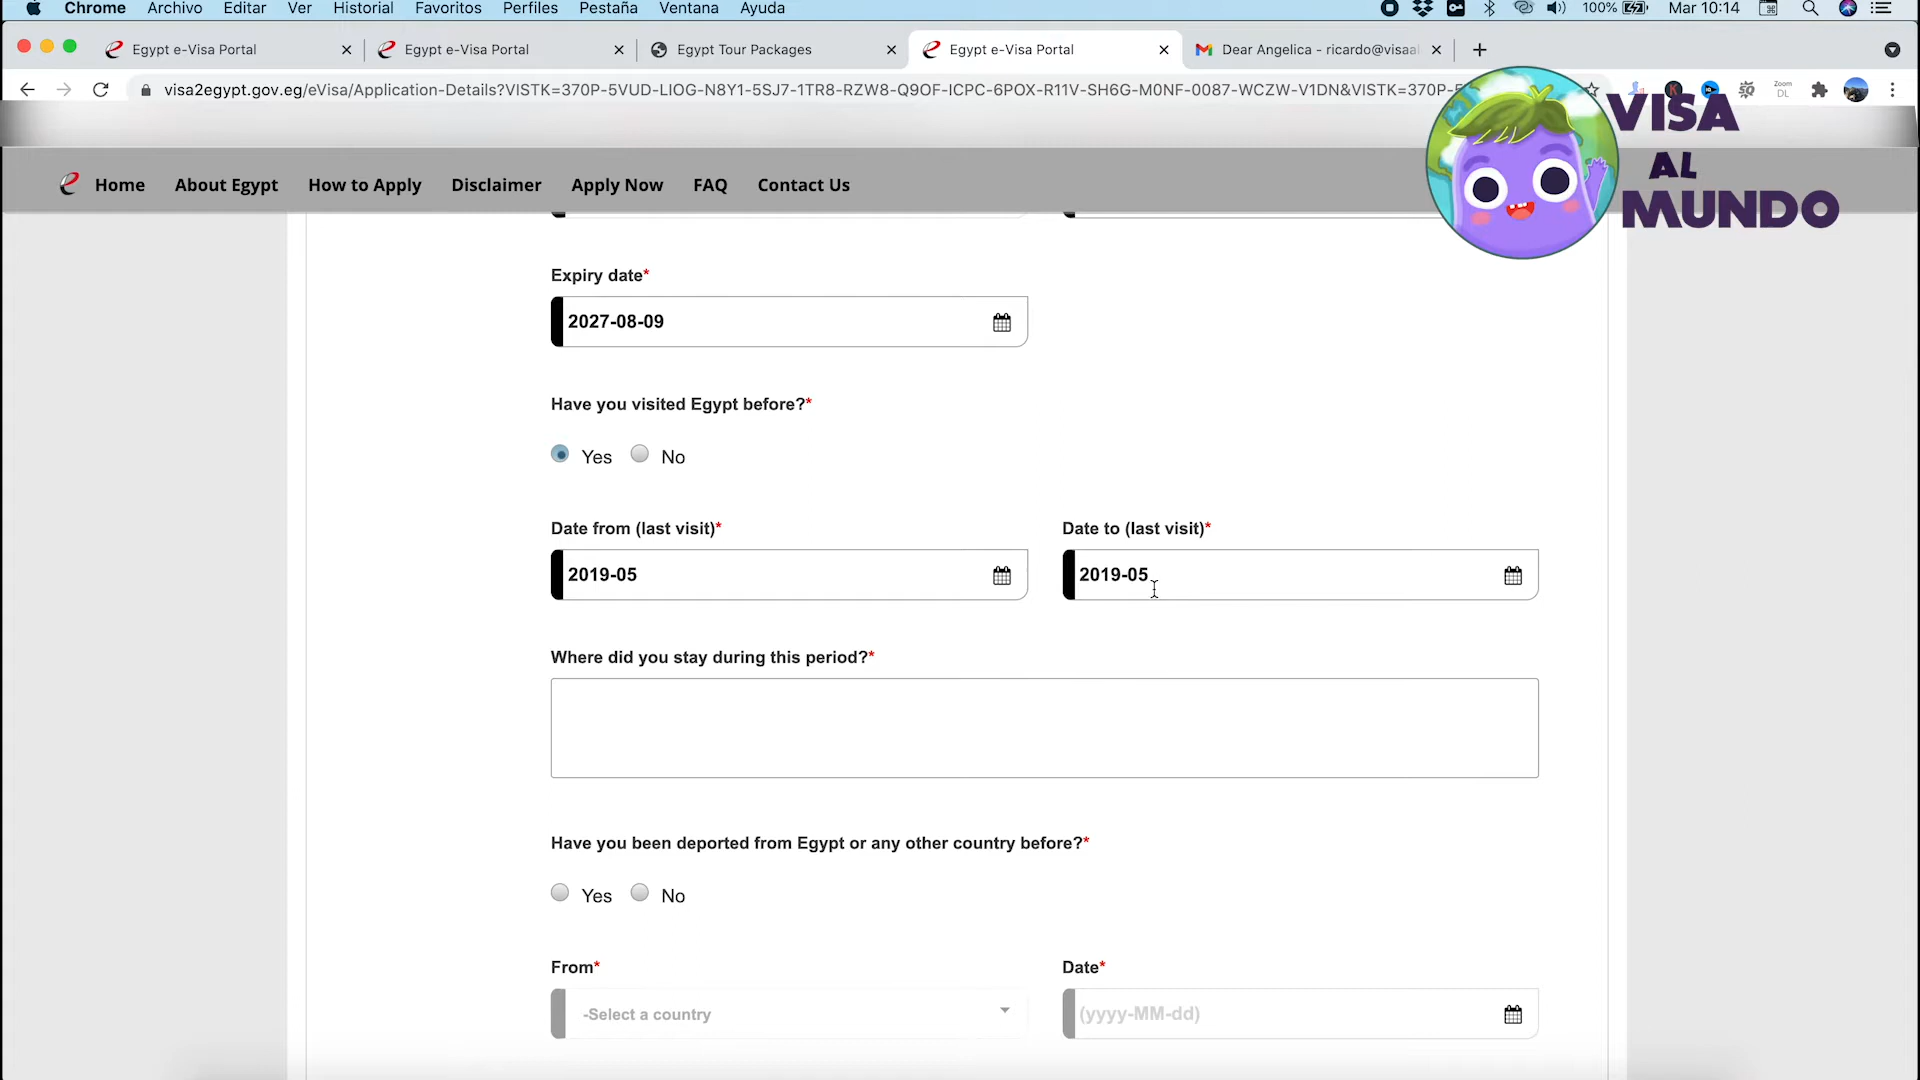 Chrome Archivo Editar Ver Historial Favoritos Perfiles Pestaña Ventana Ayuda 100% Mar 10:14
Egypt e-Visa Portal Egypt e-Visa Portal Egypt Tour Packages Egypt e-Visa Portal Dear Angelica - ricardo@visaal
visa2egypt.gov.eg/eVisa/Application-Details?VISTK=370P-5VUD-LIOG-N8Y1-5SJ7-1TR8-RZW8-Q9OF-ICPC-6POX-R11V-SH6G-M0NF-0087-WCZW-V1DN&VISTK=370P-5
Zoom
DL
VISA
AL
MUNDO
Home About Egypt How to Apply Disclaimer Apply Now FAQ Contact Us
Expiry date*
2027-08-09
Have you visited Egypt before?*
Yes No
Date from (last visit)* Date to (last visit)*
2019-05 2019-05
Where did you stay during this period?*
Have you been deported from Egypt or any other country before?*
Yes No
From* Date*
-Select a country (yyyy-MM-dd)